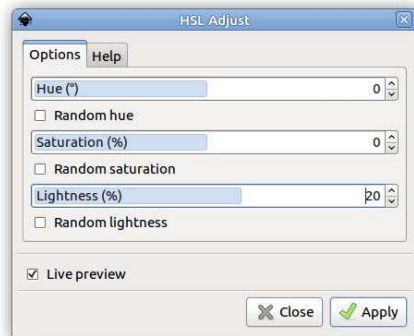 HSL Adjust
Options Help
Hue (°) 0
Random hue
Saturation (%) 0
Random saturation
Lightness (%) 20
Random lightness
Live preview
Close Apply